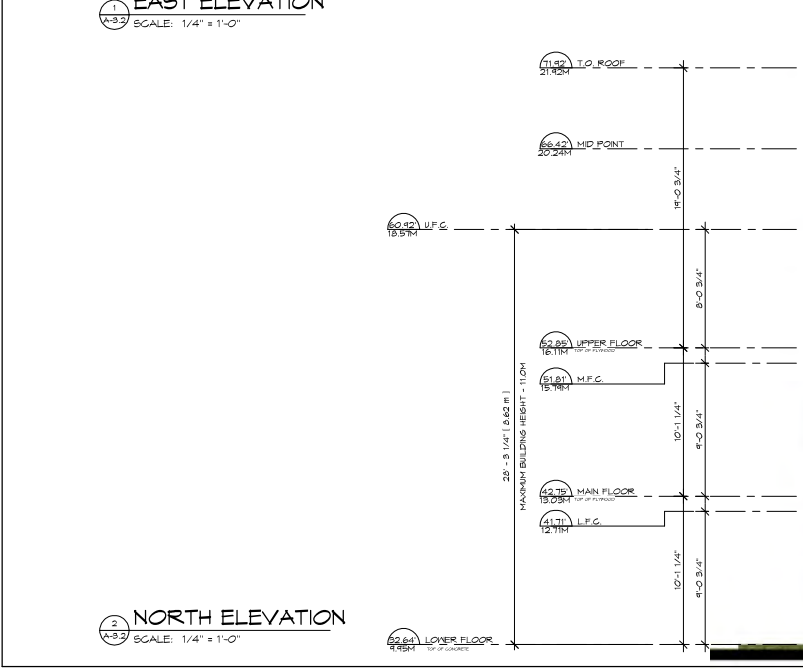 1
EAST ELEVATION
A-3.2
SCALE: 1/4" = 1'-0"
71.92' T.O. ROOF
21.92M
66.42' MID POINT
20.24M
19'-0 3/4"
60.92' U.F.C.
18.57M
8'-0 3/4"
52.85' UPPER FLOOR
16.11M TOP OF PLYWOOD
51.81' M.F.C.
15.79M
28' - 3 1/4" [ 8.62 m ]
MAXIMUM BUILDING HEIGHT - 11.0M
10'-1 1/4"
9'-0 3/4"
42.75' MAIN FLOOR
13.03M TOP OF PLYWOOD
41.71' L.F.C.
12.71M
10'-1 1/4"
9'-0 3/4"
2
NORTH ELEVATION
A-3.2
SCALE: 1/4" = 1'-0"
32.64' LOWER FLOOR
9.95M TOP OF CONCRETE